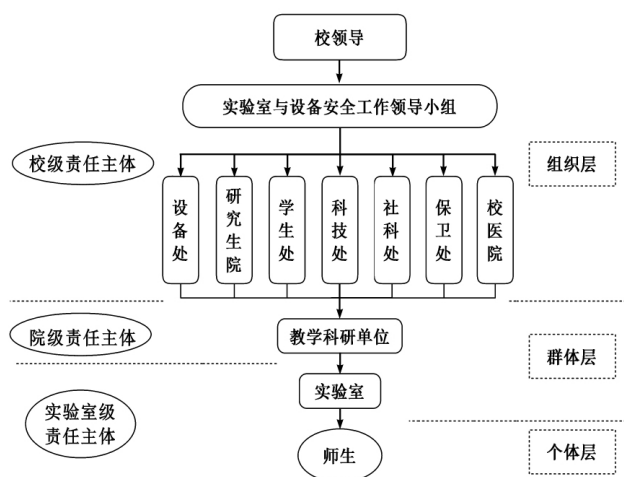 校领导
实验室与设备安全工作领导小组
校级责任主体
组织层
设备处
研究生院
学生处
科技处
社科处
保卫处
校医院
院级责任主体
教学科研单位
群体层
实验室
实验室级
责任主体
师生
个体层